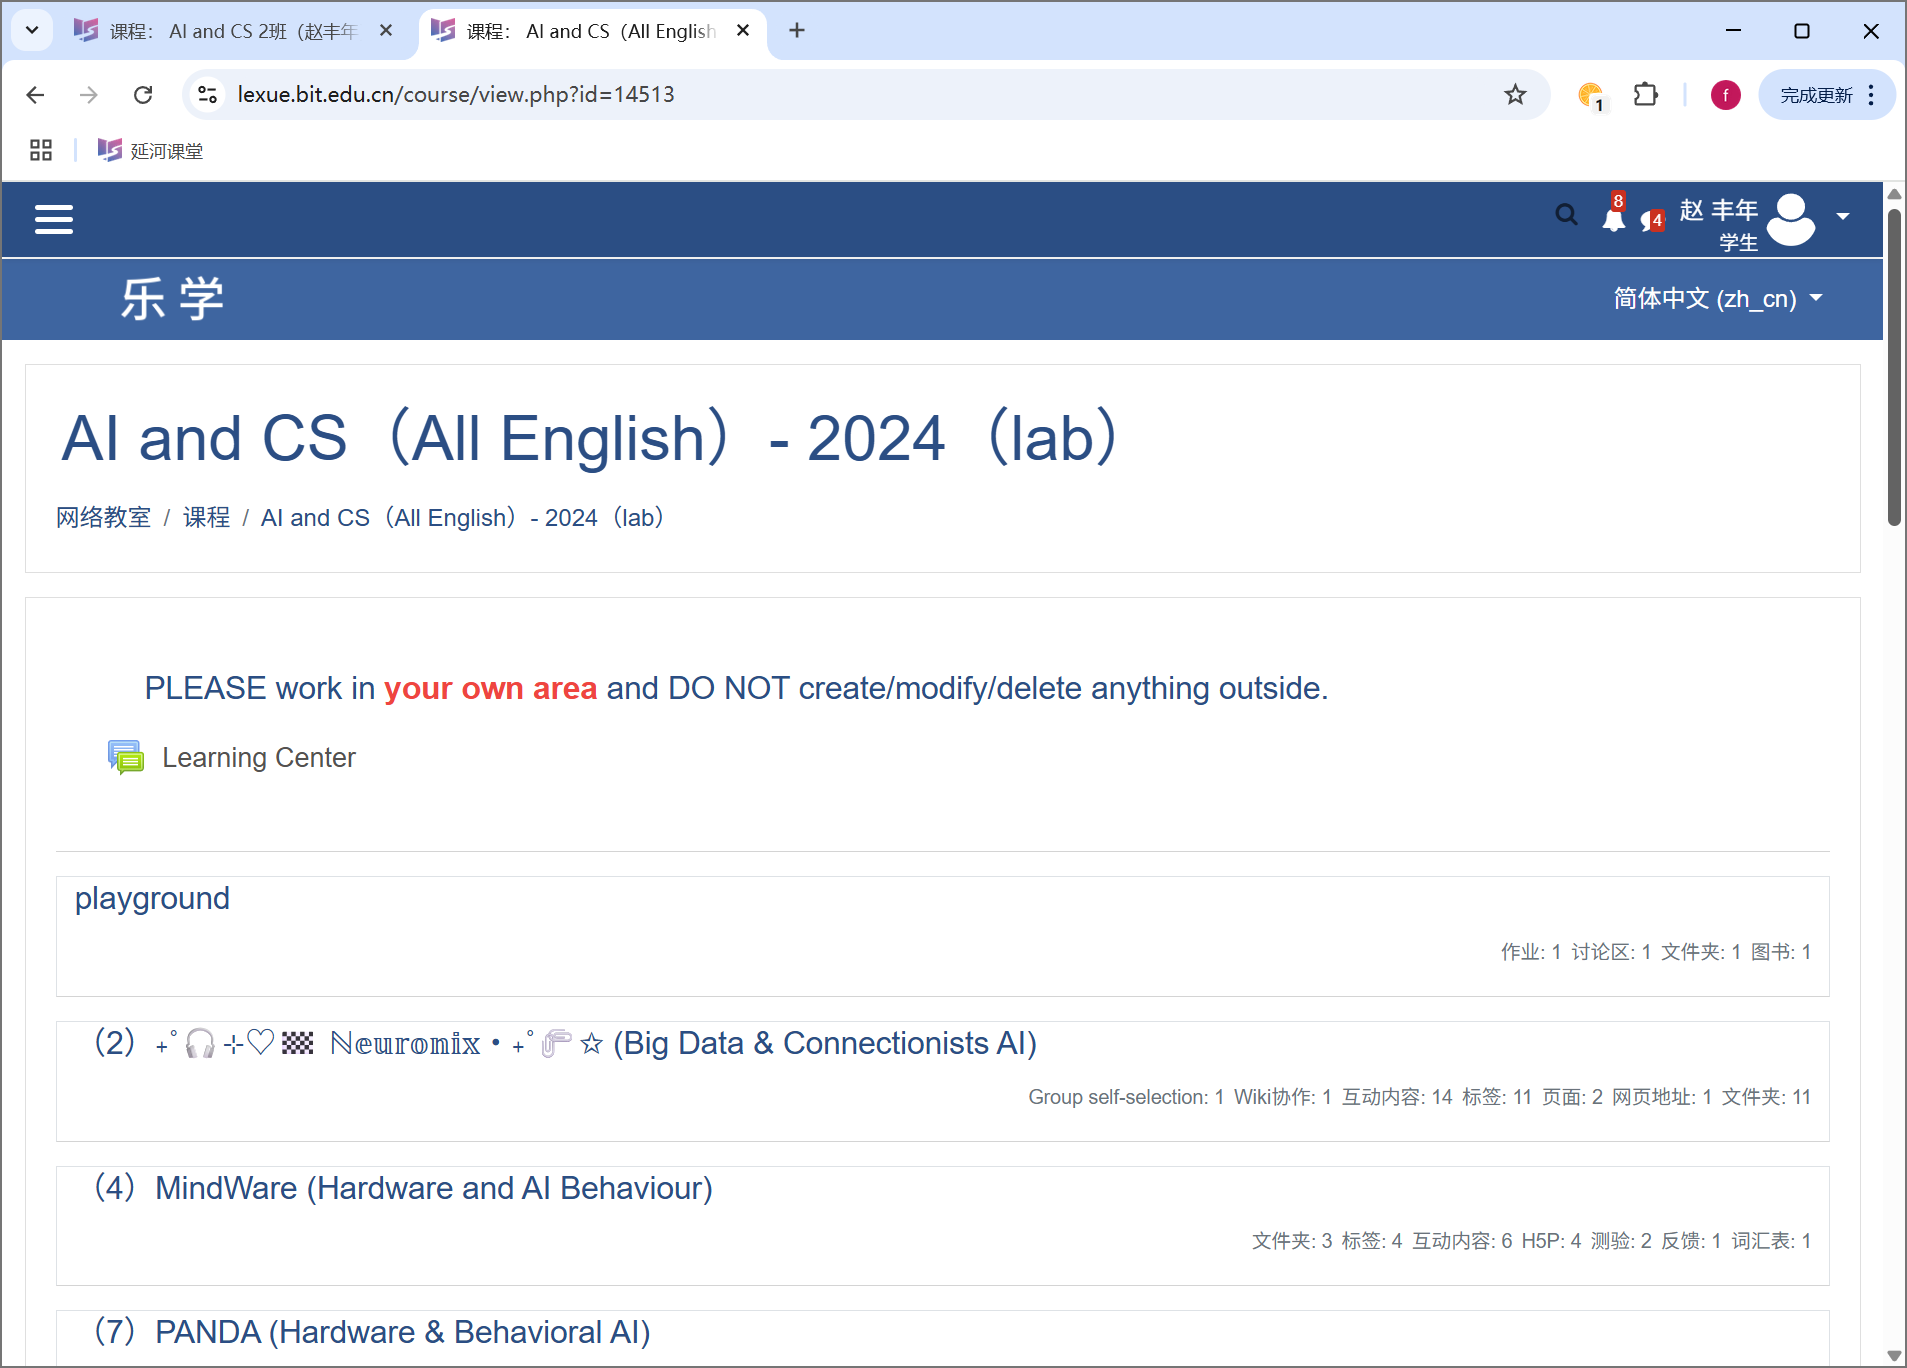 课程： AI and CS 2班（赵丰年
课程： AI and CS（All English
lexue.bit.edu.cn/course/view.php?id=14513
1
f
完成更新
延河课堂
8
4
赵 丰年
学生
乐 学
简体中文 (zh_cn)
AI and CS（All English）- 2024（lab）
网络教室 / 课程 / AI and CS（All English）- 2024（lab）
PLEASE work in your own area and DO NOT create/modify/delete anything outside.
Learning Center
playground
作业: 1 讨论区: 1 文件夹: 1 图书: 1
（2）₊˚🎧⊹♡🏁 ℕ𝕖𝕦𝕣𝕠𝕟𝕚𝕩 • ₊˚🖇️☆ (Big Data & Connectionists AI)
Group self-selection: 1 Wiki协作: 1 互动内容: 14 标签: 11 页面: 2 网页地址: 1 文件夹: 11
（4）MindWare (Hardware and AI Behaviour)
文件夹: 3 标签: 4 互动内容: 6 H5P: 4 测验: 2 反馈: 1 词汇表: 1
（7）PANDA (Hardware & Behavioral AI)